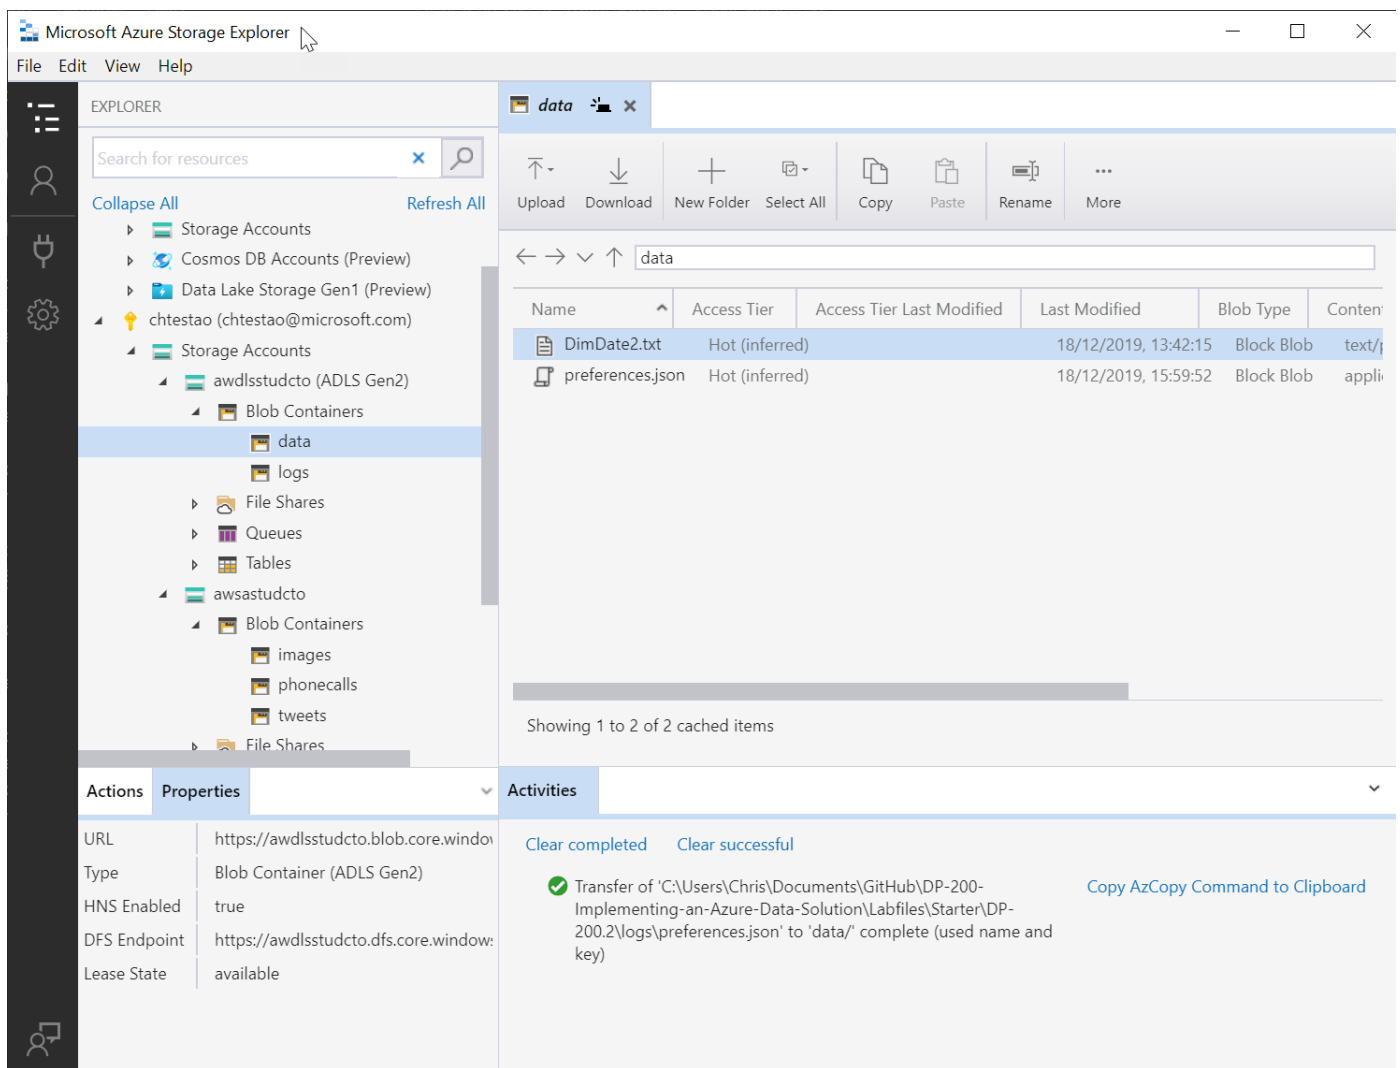 Microsoft Azure Storage Explorer
File Edit View Help
EXPLORER
Search for resources
Collapse All
Refresh All
Storage Accounts
Cosmos DB Accounts (Preview)
Data Lake Storage Gen1 (Preview)
chtestao (chtestao@microsoft.com)
Storage Accounts
awdlsstudcto (ADLS Gen2)
Blob Containers
data
logs
File Shares
Queues
Tables
awsastudcto
Blob Containers
images
phonecalls
tweets
File Shares
Actions Properties
URL https://awdlsstudcto.blob.core.window
Type Blob Container (ADLS Gen2)
HNS Enabled true
DFS Endpoint https://awdlsstudcto.dfs.core.windows
Lease State available
data
Upload Download New Folder Select All Copy Paste Rename More
data
Name Access Tier Access Tier Last Modified Last Modified Blob Type Content
DimDate2.txt Hot (inferred) 18/12/2019, 13:42:15 Block Blob text/p
preferences.json Hot (inferred) 18/12/2019, 15:59:52 Block Blob applic
Showing 1 to 2 of 2 cached items
Activities
Clear completed Clear successful
Transfer of 'C:\Users\Chris\Documents\GitHub\DP-200-
Implementing-an-Azure-Data-Solution\Labfiles\Starter\DP-
200.2\logs\preferences.json' to 'data/' complete (used name and
key)
Copy AzCopy Command to Clipboard